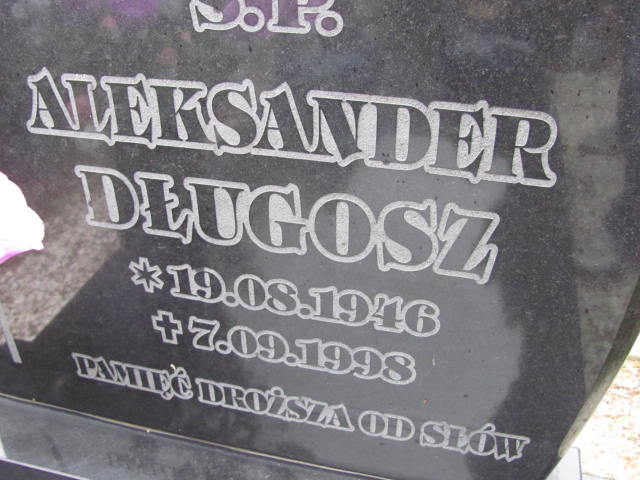 Ś.P.
ALEKSANDER
DŁUGOSZ
* 19.08.1946
✝ 7.09.1998
PAMIĘĆ DROŻSZA OD SŁÓW